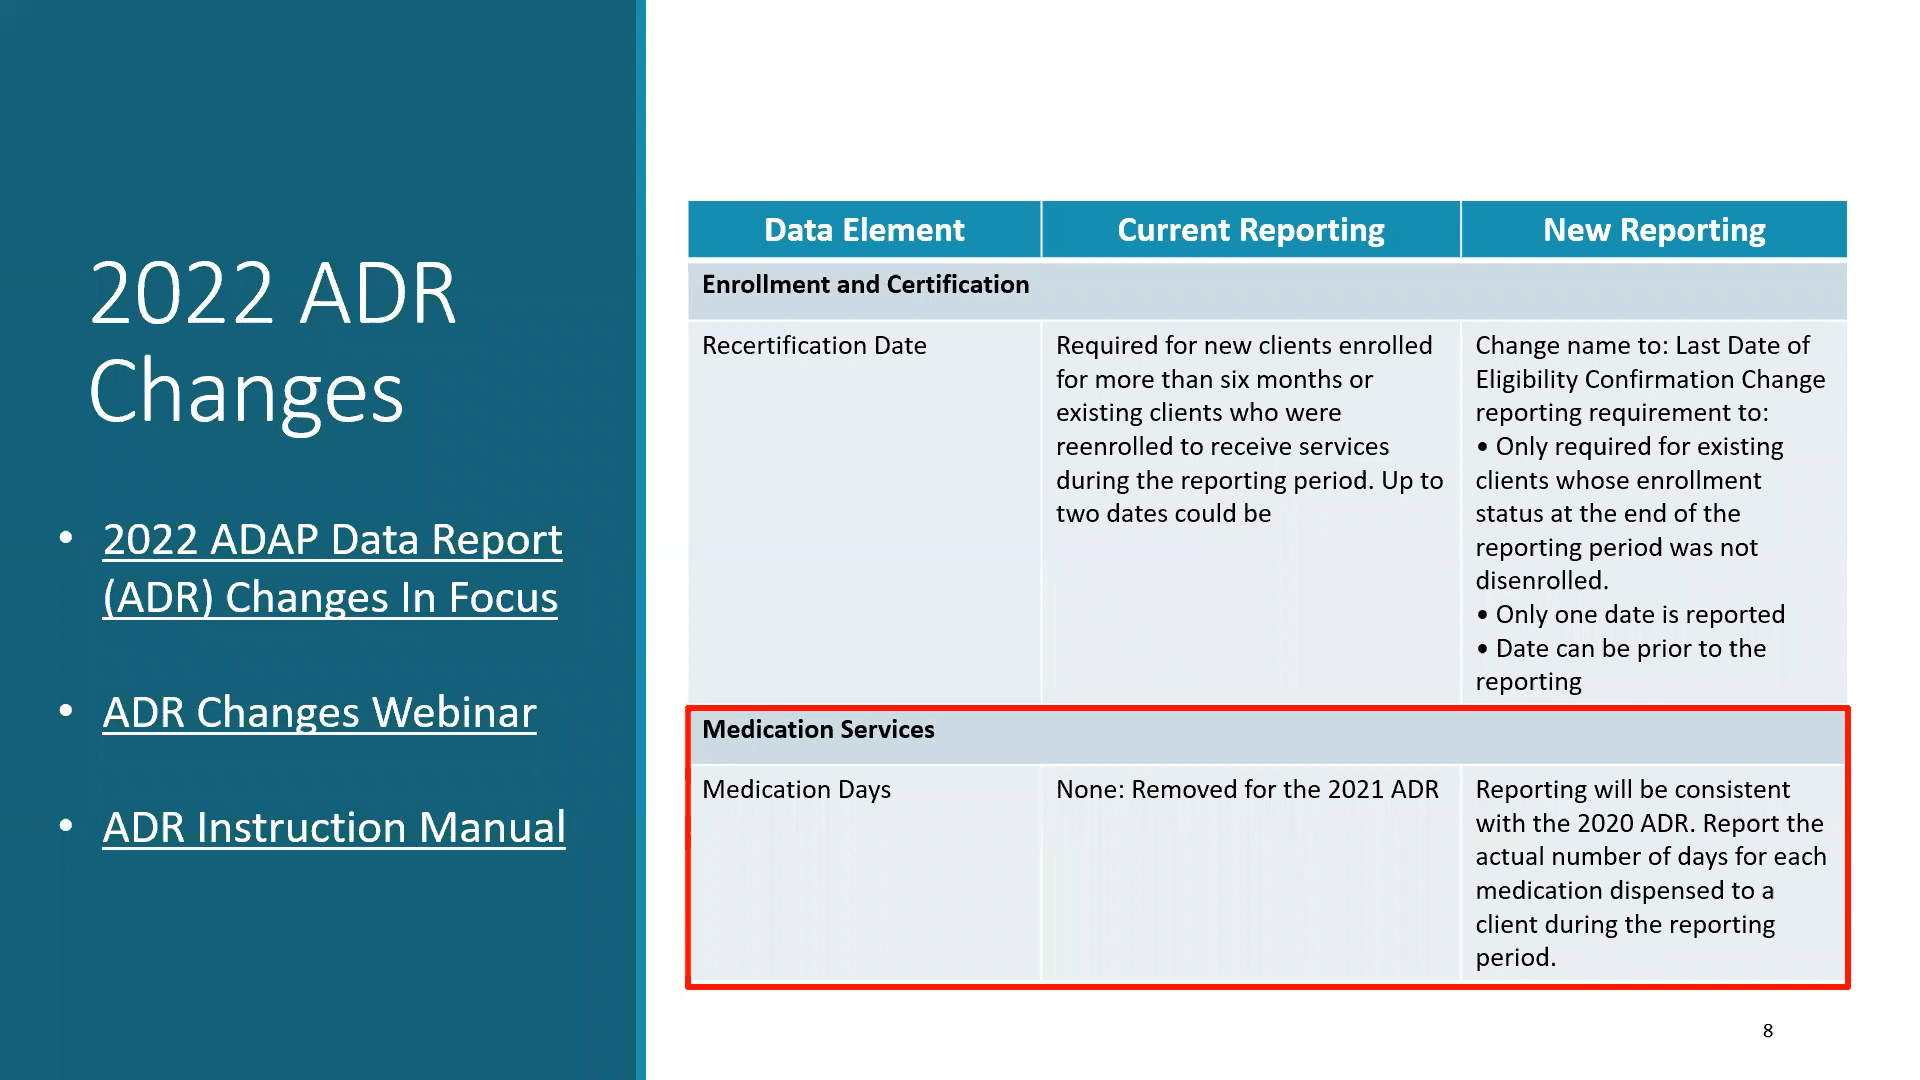 2022 ADR
Changes
• 2022 ADAP Data Report
(ADR) Changes In Focus
• ADR Changes Webinar
• ADR Instruction Manual
Data Element
Current Reporting
New Reporting
Enrollment and Certification
Recertification Date
Required for new clients enrolled
for more than six months or
existing clients who were
reenrolled to receive services
during the reporting period. Up to
two dates could be
Change name to: Last Date of
Eligibility Confirmation Change
reporting requirement to:
• Only required for existing
clients whose enrollment
status at the end of the
reporting period was not
disenrolled.
• Only one date is reported
• Date can be prior to the
reporting
Medication Services
Medication Days
None: Removed for the 2021 ADR
Reporting will be consistent
with the 2020 ADR. Report the
actual number of days for each
medication dispensed to a
client during the reporting
period.
8